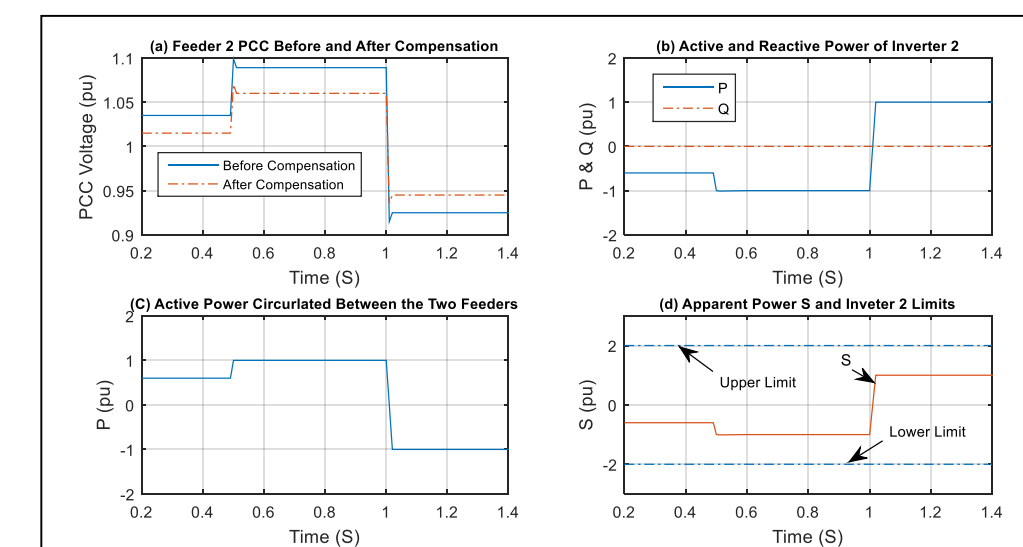 (a) Feeder 2 PCC Before and After Compensation
1.1
1.05
1
0.95
0.9
PCC Voltage (pu)
Before Compensation
After Compensation
0.2 0.4 0.6 0.8 1 1.2 1.4
Time (S)
(b) Active and Reactive Power of Inverter 2
2
1
0
-1
-2
P & Q (pu)
P
Q
0.2 0.4 0.6 0.8 1 1.2 1.4
Time (S)
(C) Active Power Circurlated Between the Two Feeders
2
1
0
-1
-2
P (pu)
0.2 0.4 0.6 0.8 1 1.2 1.4
Time (S)
(d) Apparent Power S and Inveter 2 Limits
2
0
-2
S (pu)
S
Upper Limit
Lower Limit
0.2 0.4 0.6 0.8 1 1.2 1.4
Time (S)